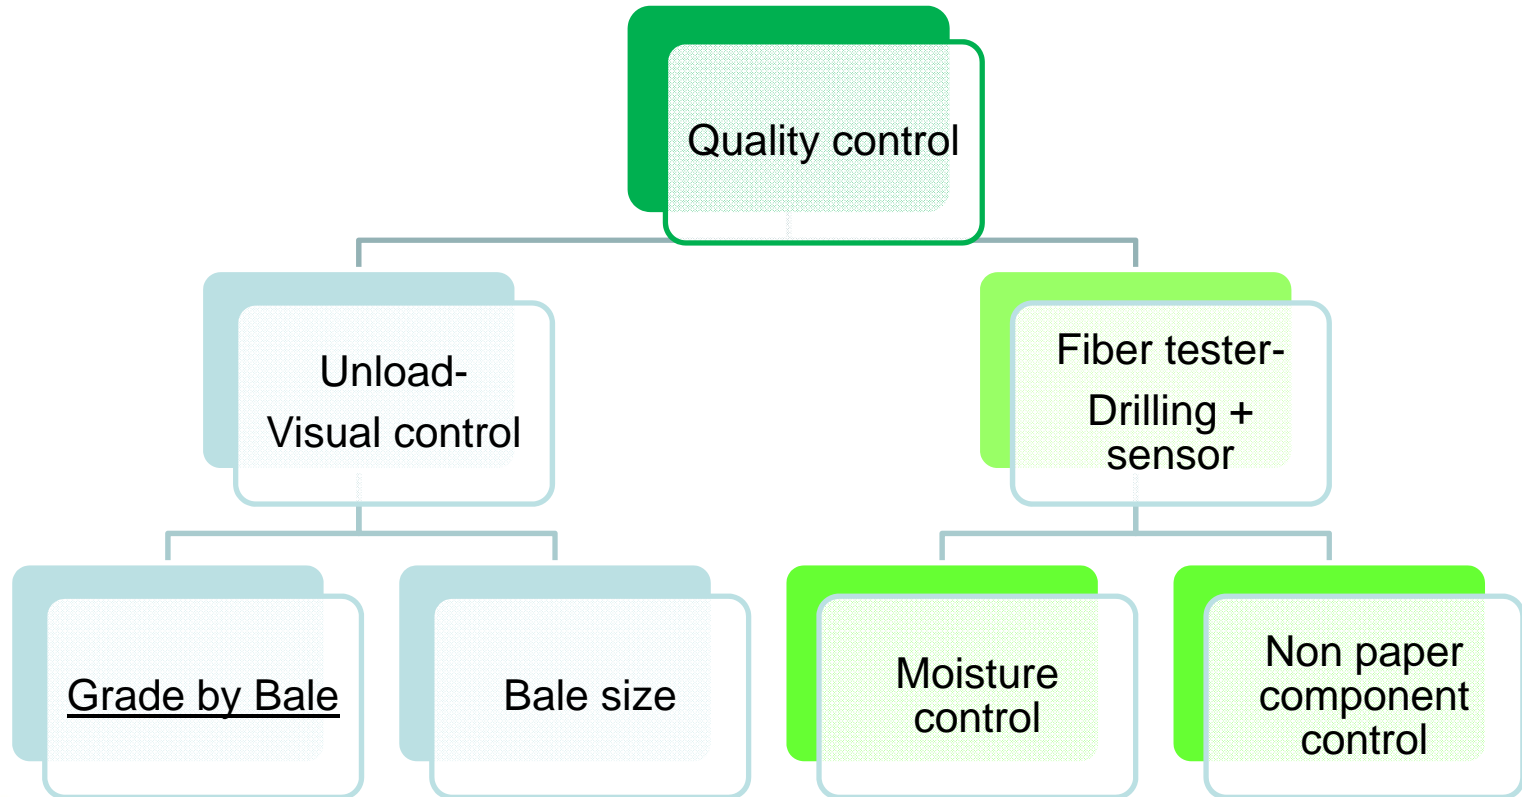 Quality control
Unload-
Visual control
Fiber tester-
Drilling +
sensor
Grade by Bale
Bale size
Moisture
control
Non paper
component
control